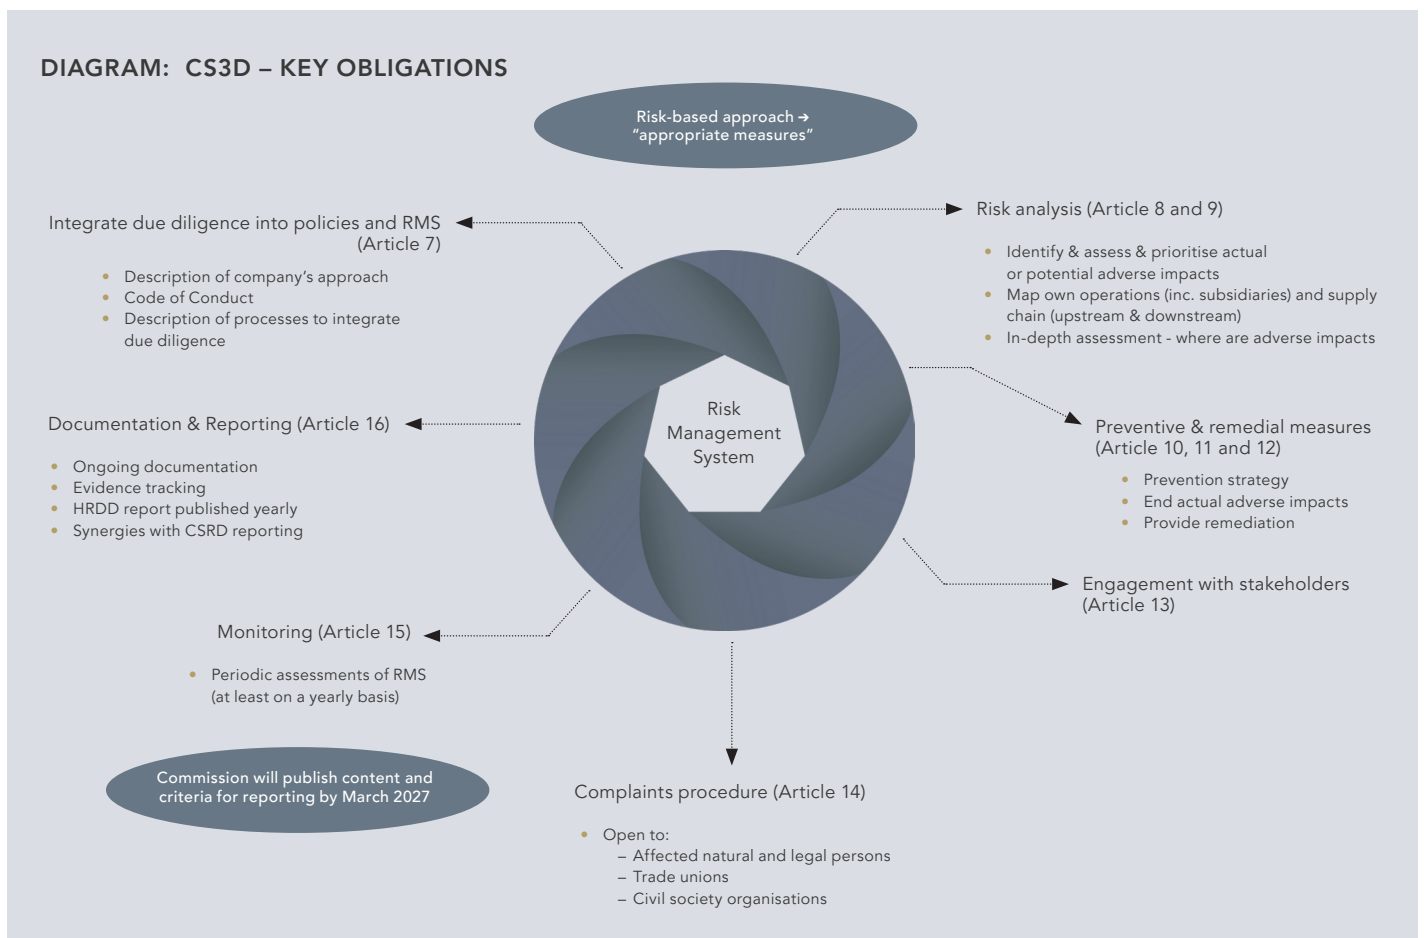 DIAGRAM: CS3D – KEY OBLIGATIONS
Risk-based approach ➔
“appropriate measures”
Integrate due diligence into policies and RMS
(Article 7)
• Description of company’s approach
• Code of Conduct
• Description of processes to integrate
due diligence
Risk analysis (Article 8 and 9)
• Identify & assess & prioritise actual
or potential adverse impacts
• Map own operations (inc. subsidiaries) and supply
chain (upstream & downstream)
• In-depth assessment - where are adverse impacts
Risk
Management
System
Documentation & Reporting (Article 16)
• Ongoing documentation
• Evidence tracking
• HRDD report published yearly
• Synergies with CSRD reporting
Preventive & remedial measures
(Article 10, 11 and 12)
• Prevention strategy
• End actual adverse impacts
• Provide remediation
Engagement with stakeholders
(Article 13)
Monitoring (Article 15)
• Periodic assessments of RMS
(at least on a yearly basis)
Commission will publish content and
criteria for reporting by March 2027
Complaints procedure (Article 14)
• Open to:
– Affected natural and legal persons
– Trade unions
– Civil society organisations